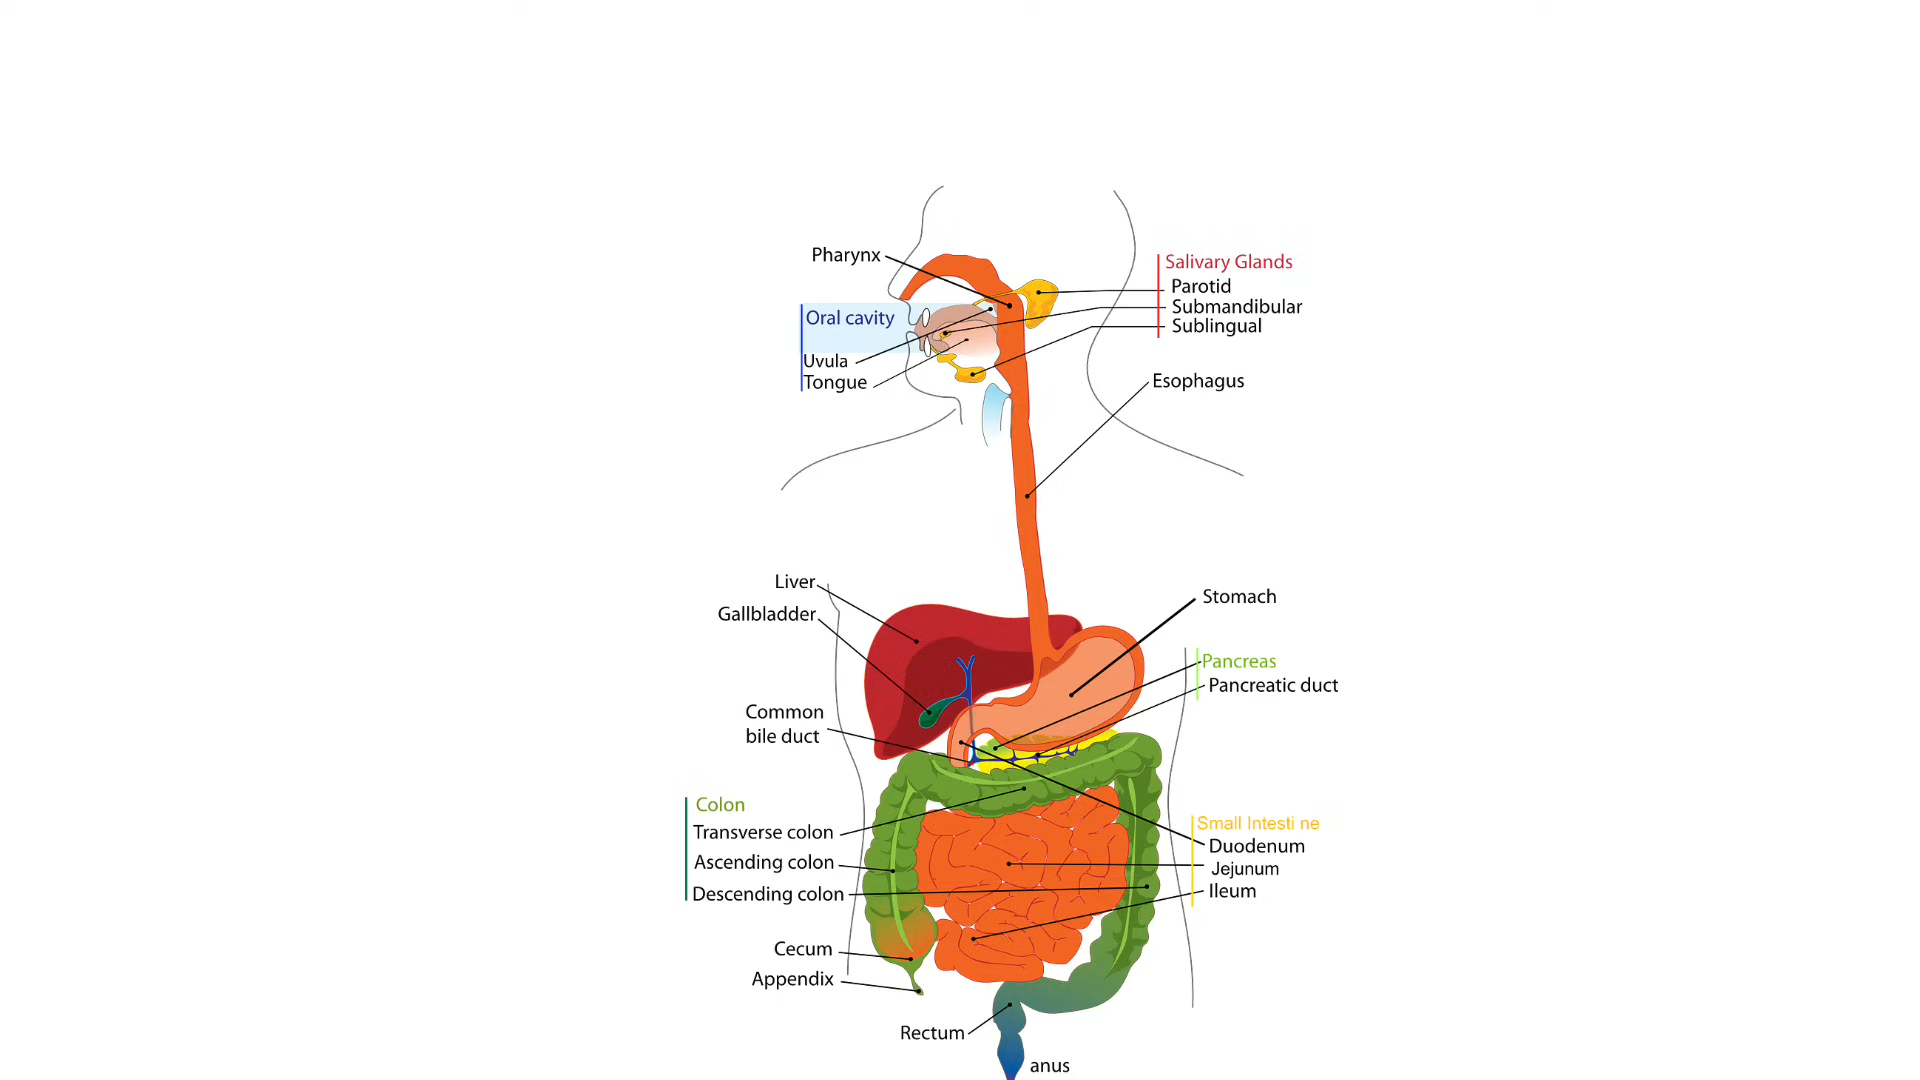 Pharynx
Salivary Glands
Parotid
Submandibular
Sublingual
Oral cavity
Uvula
Tongue
Esophagus
Liver
Gallbladder
Stomach
Pancreas
Pancreatic duct
Common
bile duct
Colon
Transverse colon
Ascending colon
Descending colon
Small Intesti ne
Duodenum
Jejunum
Ileum
Cecum
Appendix
Rectum
anus